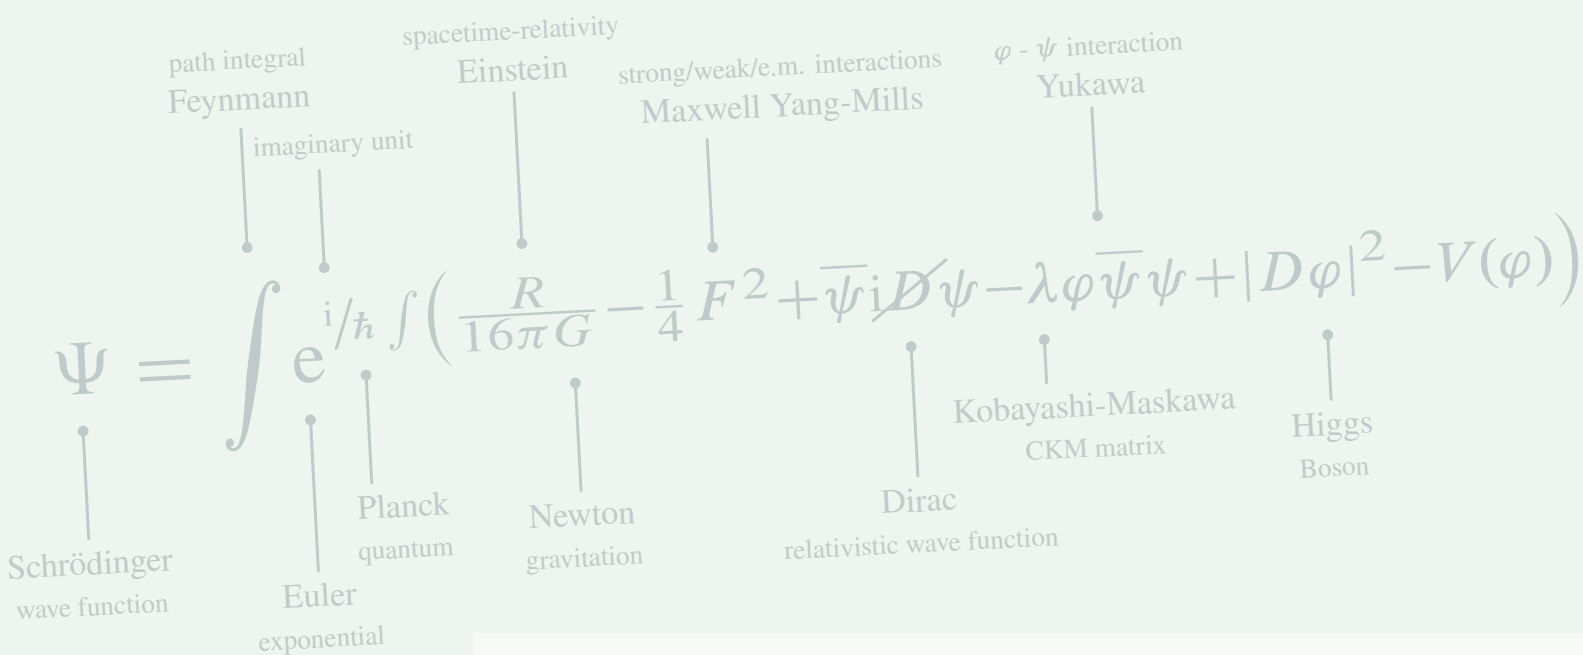 path integral
Feynmann
imaginary unit
spacetime-relativity
Einstein
strong/weak/e.m. interactions
Maxwell Yang-Mills
φ - ψ interaction
Yukawa
Ψ = ∫ e^{i/ħ ∫ ( R/(16πG) − 1/4 F² + ψ̅iD̸ψ − λφψ̅ψ + |Dφ|² − V(φ))}
Schrödinger
wave function
Euler
exponential
Planck
quantum
Newton
gravitation
Dirac
relativistic wave function
Kobayashi-Maskawa
CKM matrix
Higgs
Boson